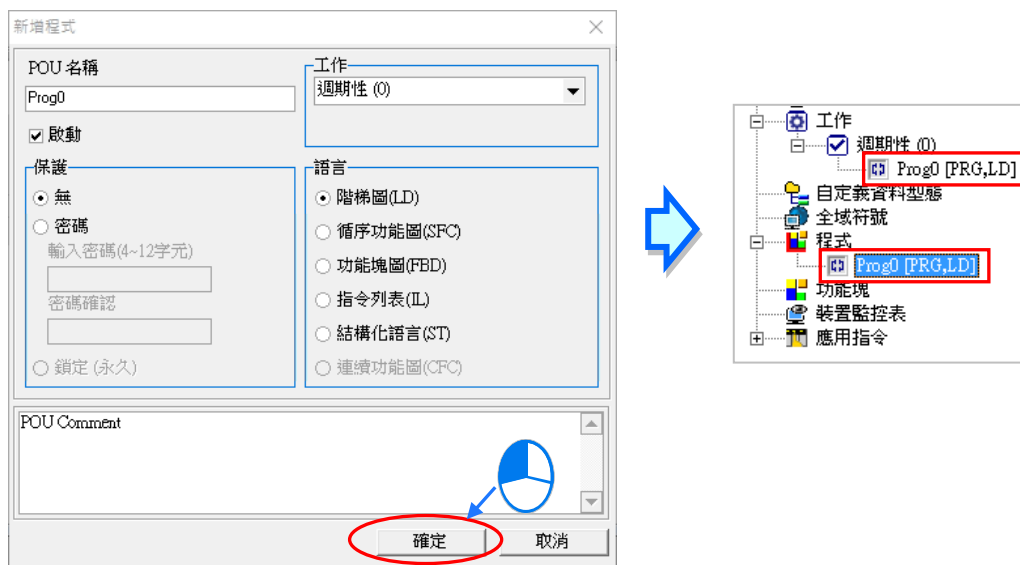 新增程式
POU 名稱
Prog0
啟動
工作
週期性 (0)
保護
無
密碼
輸入密碼(4~12字元)
密碼確認
鎖定 (永久)
語言
階梯圖(LD)
循序功能圖(SFC)
功能塊圖(FBD)
指令列表(IL)
結構化語言(ST)
連續功能圖(CFC)
POU Comment
確定
取消
工作
週期性 (0)
Prog0 [PRG,LD]
自定義資料型態
全域符號
程式
Prog0 [PRG,LD]
功能塊
裝置監控表
應用指令